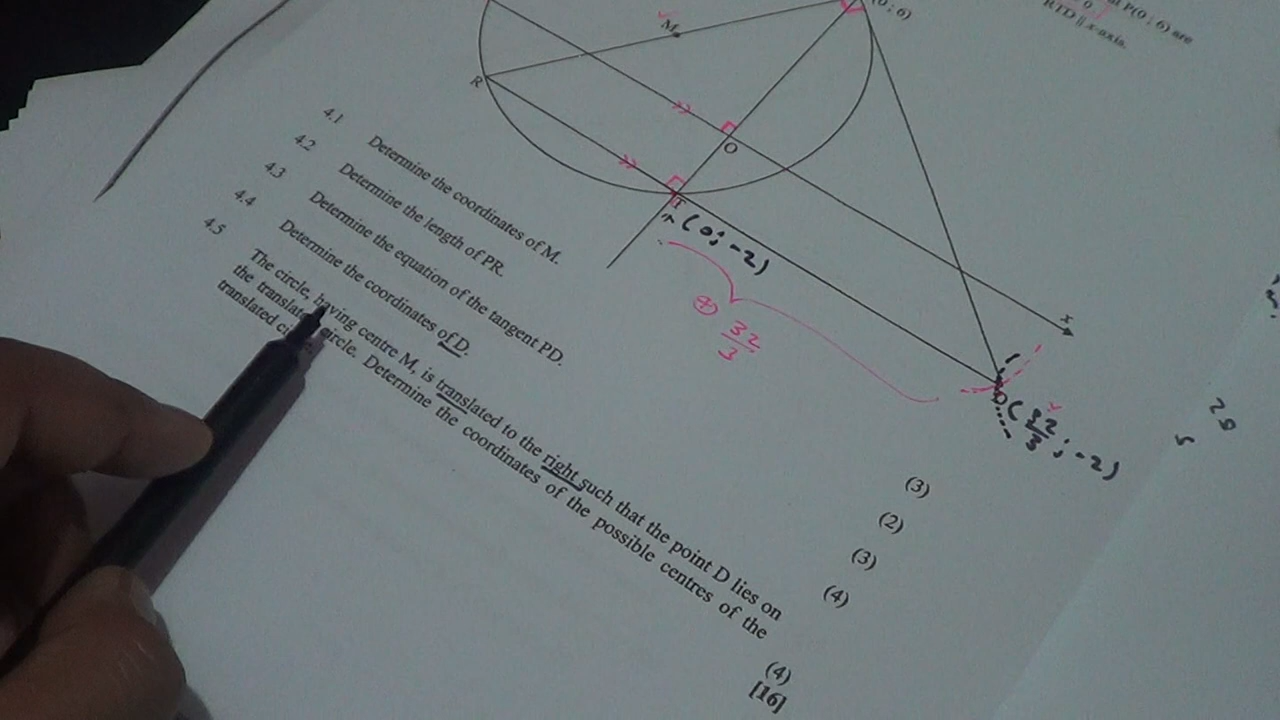 P(0 ; 6) are
RTD ∥ x-axis.
M
(0 ; 6)
R
O
T (0; -2)
x
⊕ 32/3
D (32/3 ; -2)
4.1 Determine the coordinates of M. (3)
4.2 Determine the length of PR. (2)
4.3 Determine the equation of the tangent PD. (3)
4.4 Determine the coordinates of D. (4)
4.5 The circle, having centre M, is translated to the right such that the point D lies on
the translated circle. Determine the coordinates of the possible centres of the
translated (4)
[16]